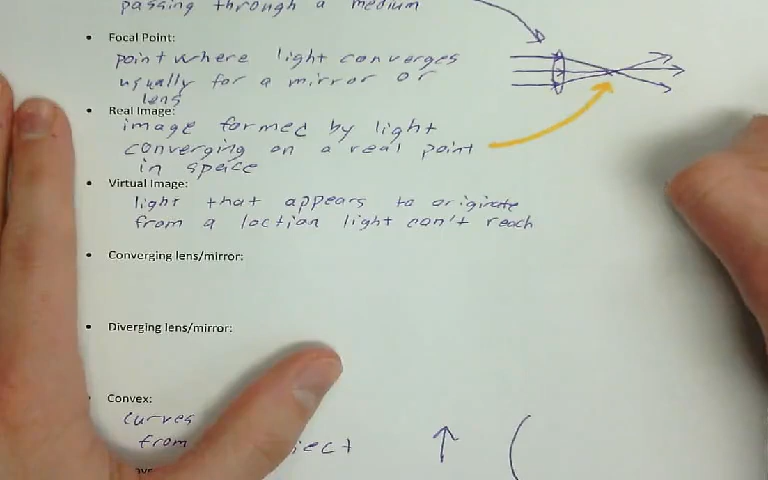 passing through a medium
• Focal Point:
point where light converges
usually for a mirror or
lens
• Real Image:
image formed by light
converging on a real point
in speice
• Virtual Image:
light that appears to originate
from a loction light can't reach
• Converging lens/mirror:
• Diverging lens/mirror:
• Convex:
curves
from